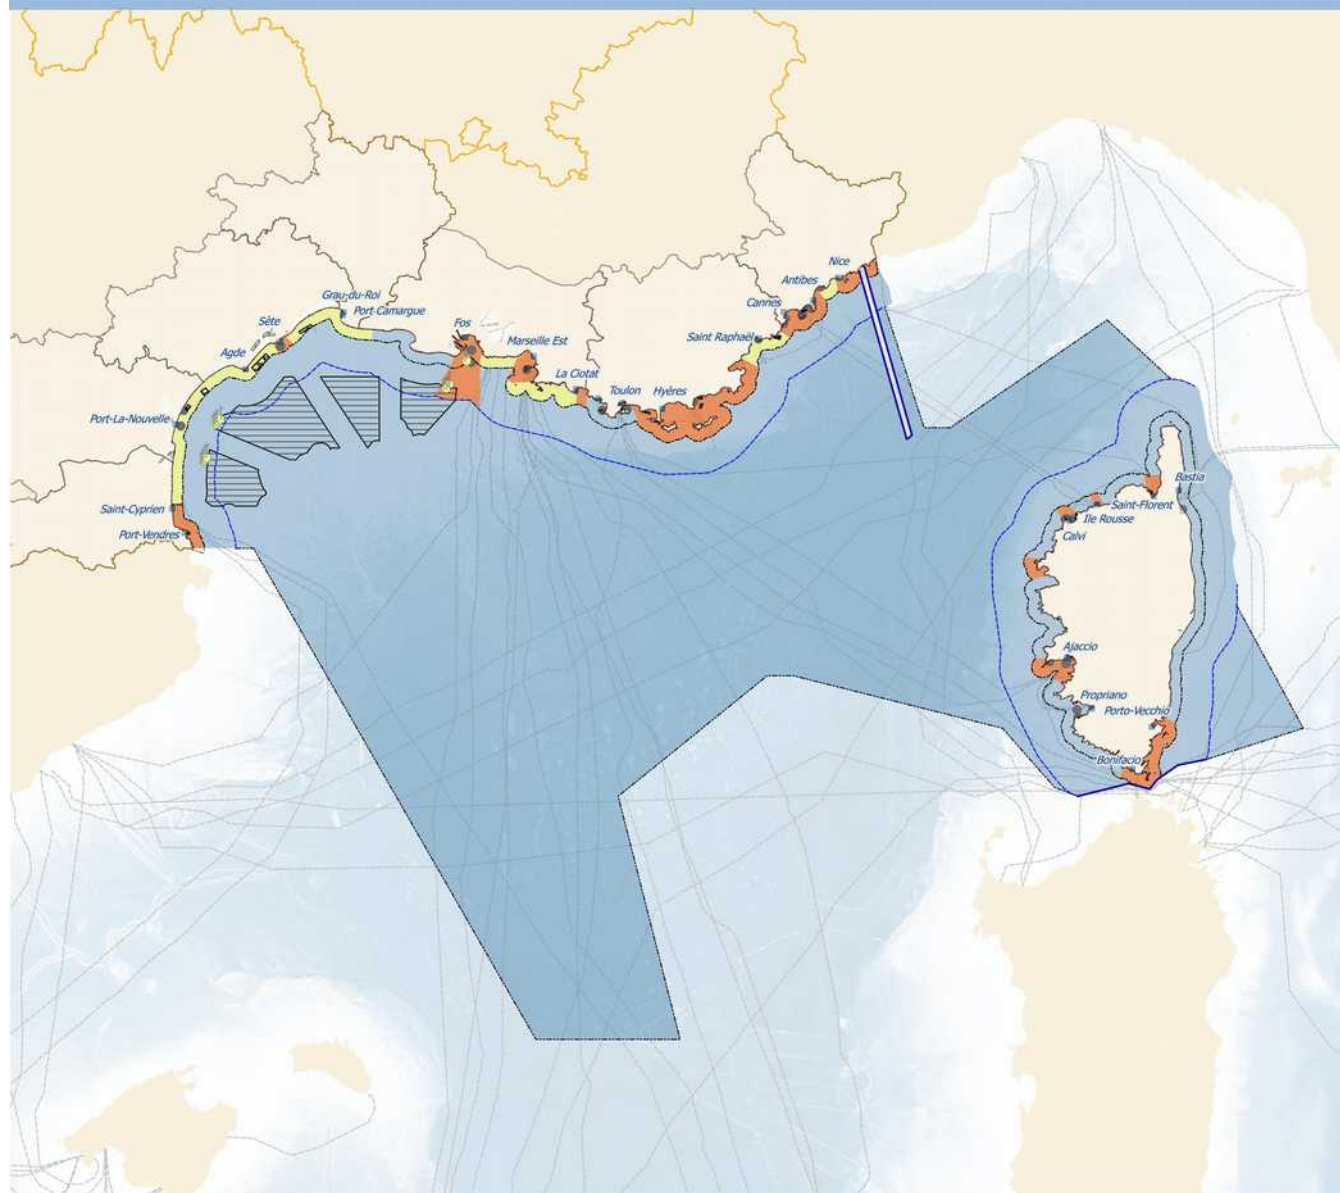 Nice
Antibes
Cannes
Grau-du-Roi
Port-Camargue
Sète
Fos
Saint Raphaël
Marseille Est
Agde
La Ciotat
Toulon
Hyères
Port-La-Nouvelle
Bastia
Saint-Cyprien
Saint-Florent
Ile Rousse
Port-Vendres
Calvi
Ajaccio
Propriano
Porto-Vecchio
Bonifacio